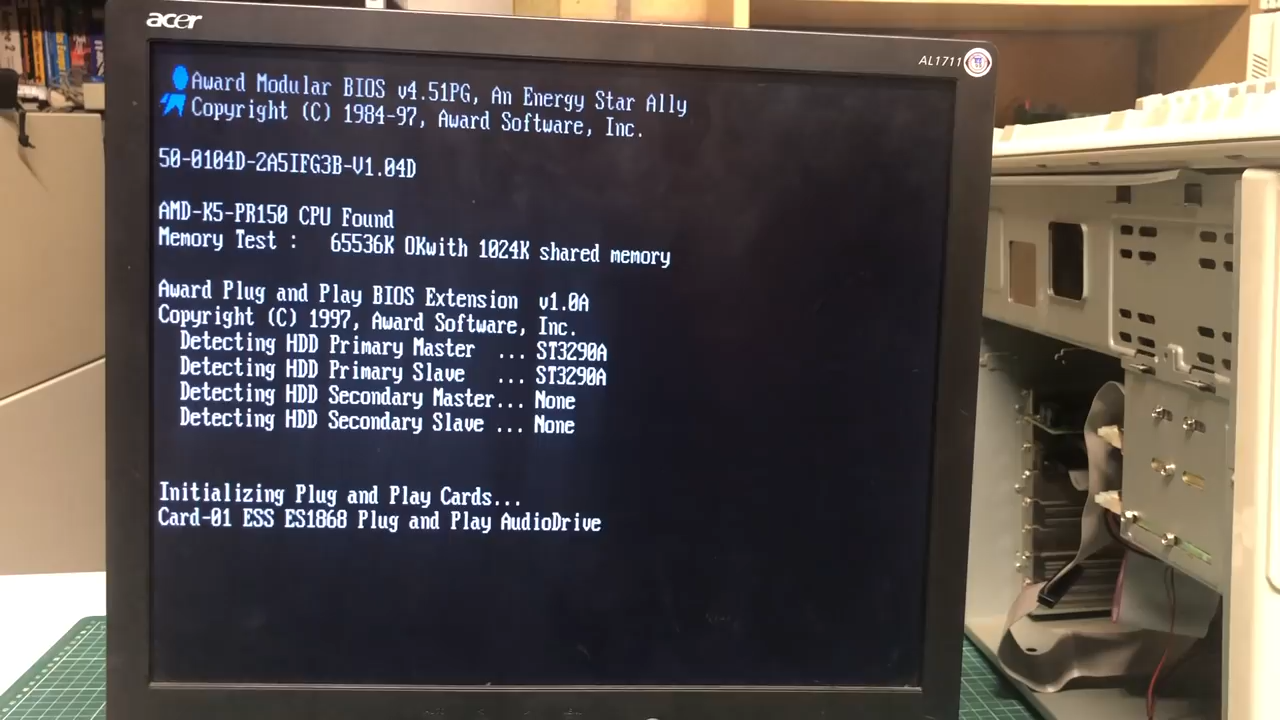 acer
AL1711
Award Modular BIOS v4.51PG, An Energy Star Ally
Copyright (C) 1984-97, Award Software, Inc.
50-0104D-2A5IFG3B-V1.04D
AMD-K5-PR150 CPU Found
Memory Test : 65536K OKwith 1024K shared memory
Award Plug and Play BIOS Extension v1.0A
Copyright (C) 1997, Award Software, Inc.
Detecting HDD Primary Master ... ST3290A
Detecting HDD Primary Slave ... ST3290A
Detecting HDD Secondary Master... None
Detecting HDD Secondary Slave ... None
Initializing Plug and Play Cards...
Card-01 ESS ES1868 Plug and Play AudioDrive